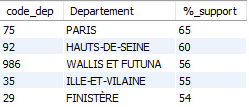 code_dep Departement %_support
75 PARIS 65
92 HAUTS-DE-SEINE 60
986 WALLIS ET FUTUNA 56
35 ILLE-ET-VILAINE 55
29 FINISTÈRE 54